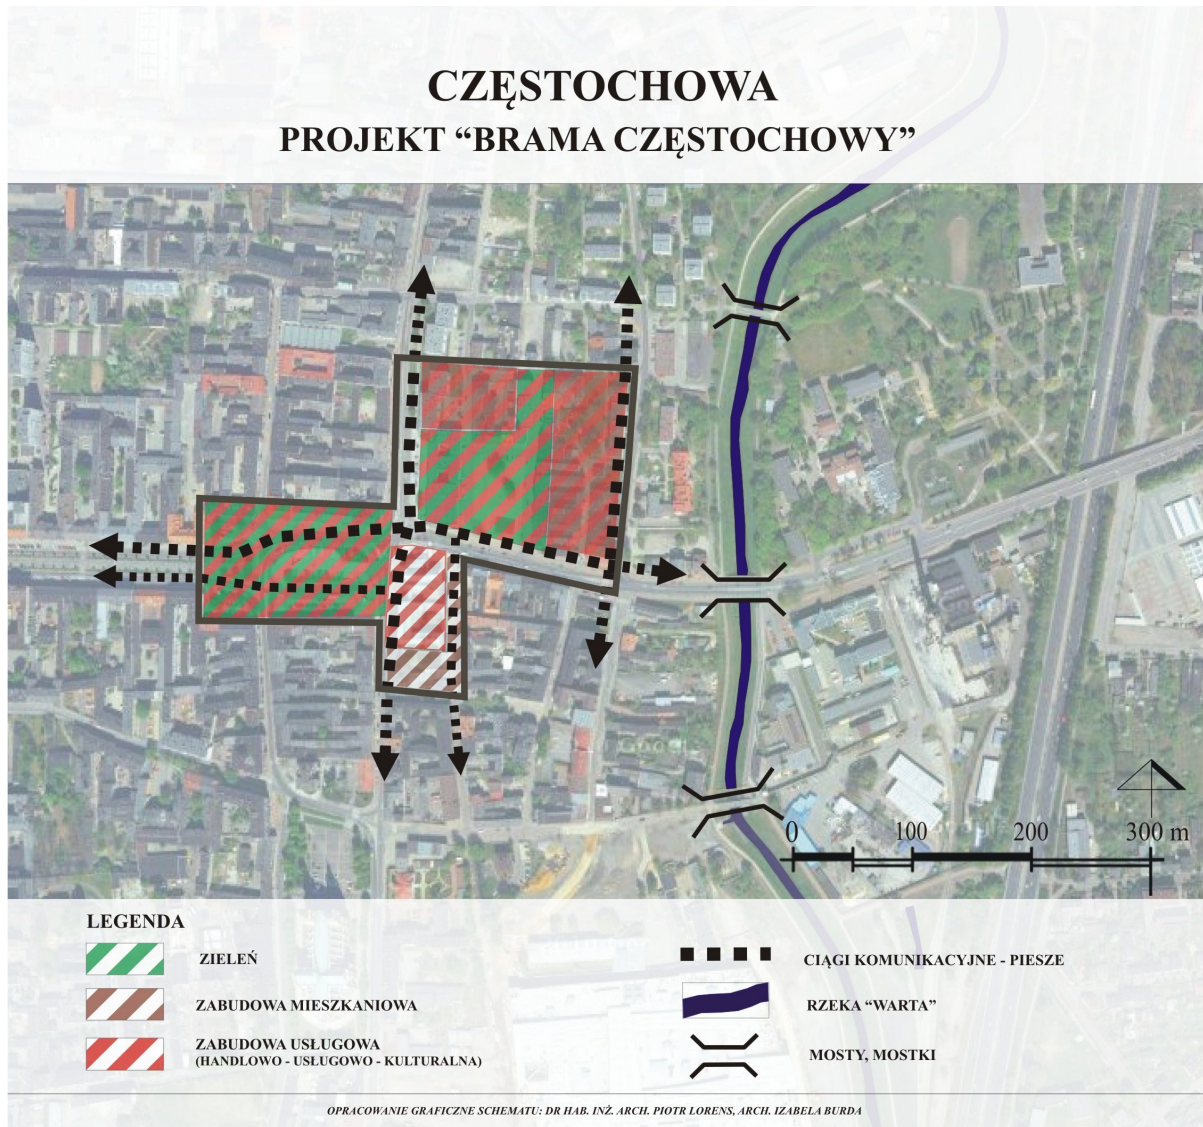 CZĘSTOCHOWA
PROJEKT “BRAMA CZĘSTOCHOWY”
Google
0 100 200 300 m
LEGENDA
ZIELEŃ
ZABUDOWA MIESZKANIOWA
ZABUDOWA USŁUGOWA
(HANDLOWO - USŁUGOWO - KULTURALNA)
CIĄGI KOMUNIKACYJNE - PIESZE
RZEKA “WARTA”
MOSTY, MOSTKI
OPRACOWANIE GRAFICZNE SCHEMATU: DR HAB. INŻ. ARCH. PIOTR LORENS, ARCH. IZABELA BURDA